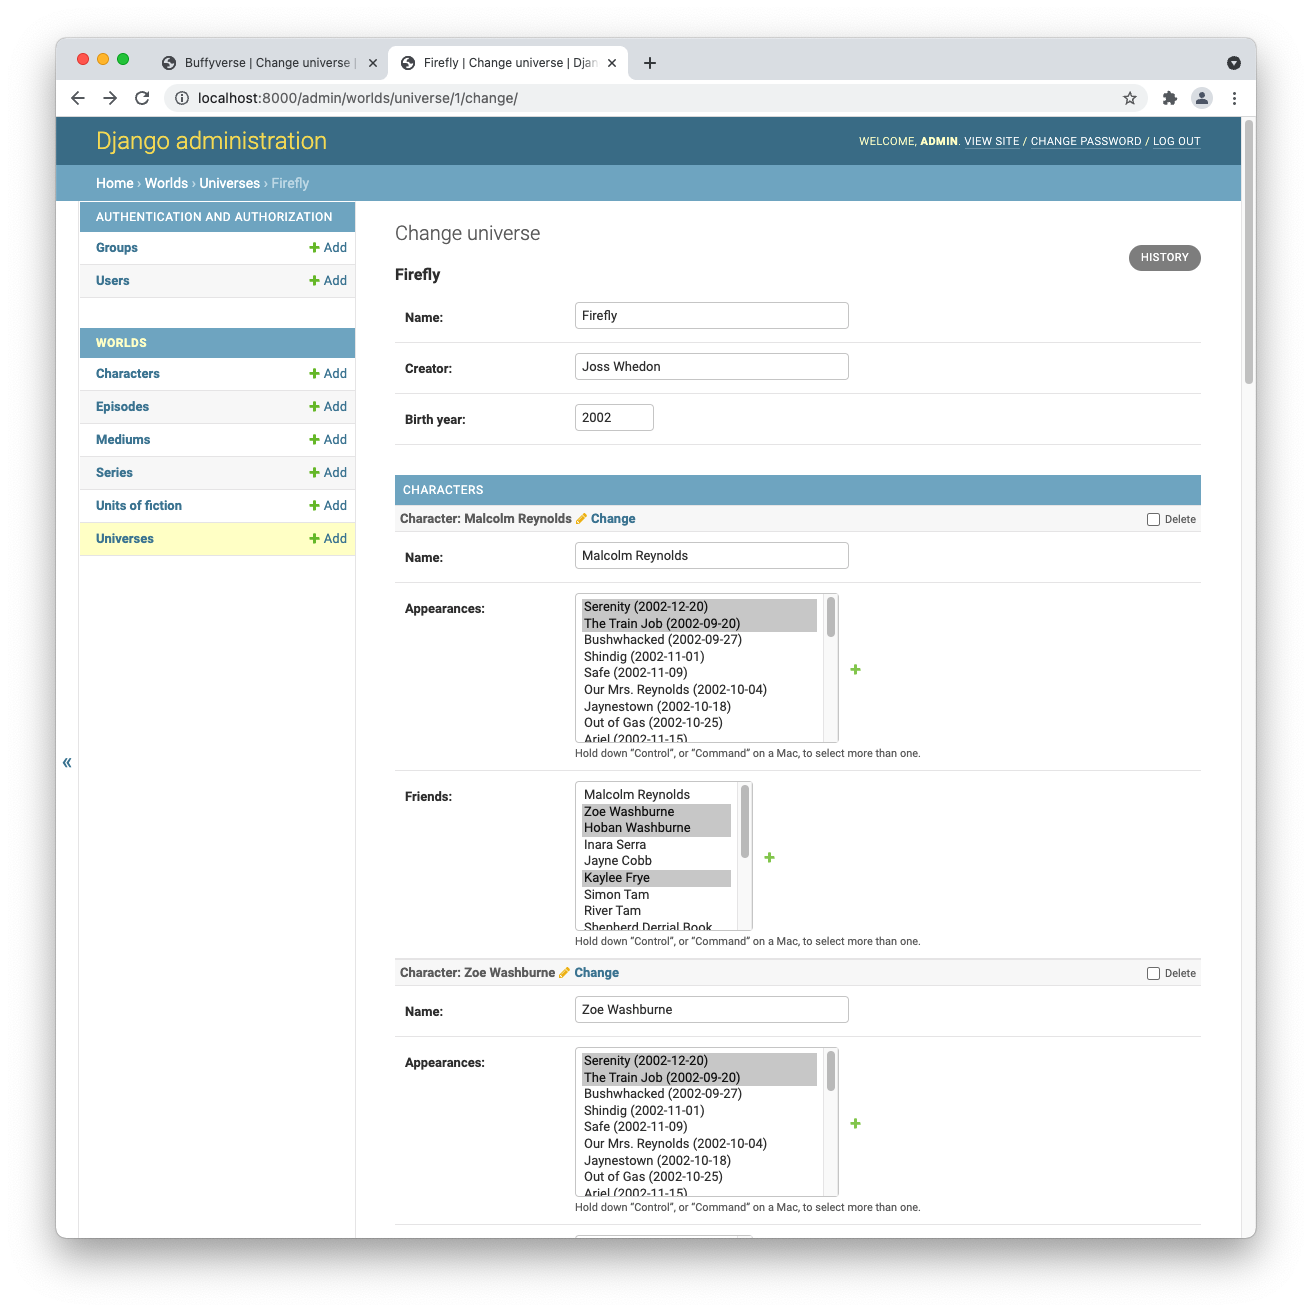 Buffyverse | Change universe |
Firefly | Change universe | Djan
localhost:8000/admin/worlds/universe/1/change/
Django administration
WELCOME, ADMIN. VIEW SITE / CHANGE PASSWORD / LOG OUT
Home › Worlds › Universes › Firefly
AUTHENTICATION AND AUTHORIZATION
Groups + Add
Users + Add
WORLDS
Characters + Add
Episodes + Add
Mediums + Add
Series + Add
Units of fiction + Add
Universes + Add
«
Change universe
HISTORY
Firefly
Name: Firefly
Creator: Joss Whedon
Birth year: 2002
CHARACTERS
Character: Malcolm Reynolds Change Delete
Name: Malcolm Reynolds
Appearances:
Serenity (2002-12-20)
The Train Job (2002-09-20)
Bushwhacked (2002-09-27)
Shindig (2002-11-01)
Safe (2002-11-09)
Our Mrs. Reynolds (2002-10-04)
Jaynestown (2002-10-18)
Out of Gas (2002-10-25)
Ariel (2002-11-15)
Hold down “Control”, or “Command” on a Mac, to select more than one.
Friends:
Malcolm Reynolds
Zoe Washburne
Hoban Washburne
Inara Serra
Jayne Cobb
Kaylee Frye
Simon Tam
River Tam
Shepherd Derrial Book
Hold down “Control”, or “Command” on a Mac, to select more than one.
Character: Zoe Washburne Change Delete
Name: Zoe Washburne
Appearances:
Serenity (2002-12-20)
The Train Job (2002-09-20)
Bushwhacked (2002-09-27)
Shindig (2002-11-01)
Safe (2002-11-09)
Our Mrs. Reynolds (2002-10-04)
Jaynestown (2002-10-18)
Out of Gas (2002-10-25)
Ariel (2002-11-15)
Hold down “Control”, or “Command” on a Mac, to select more than one.